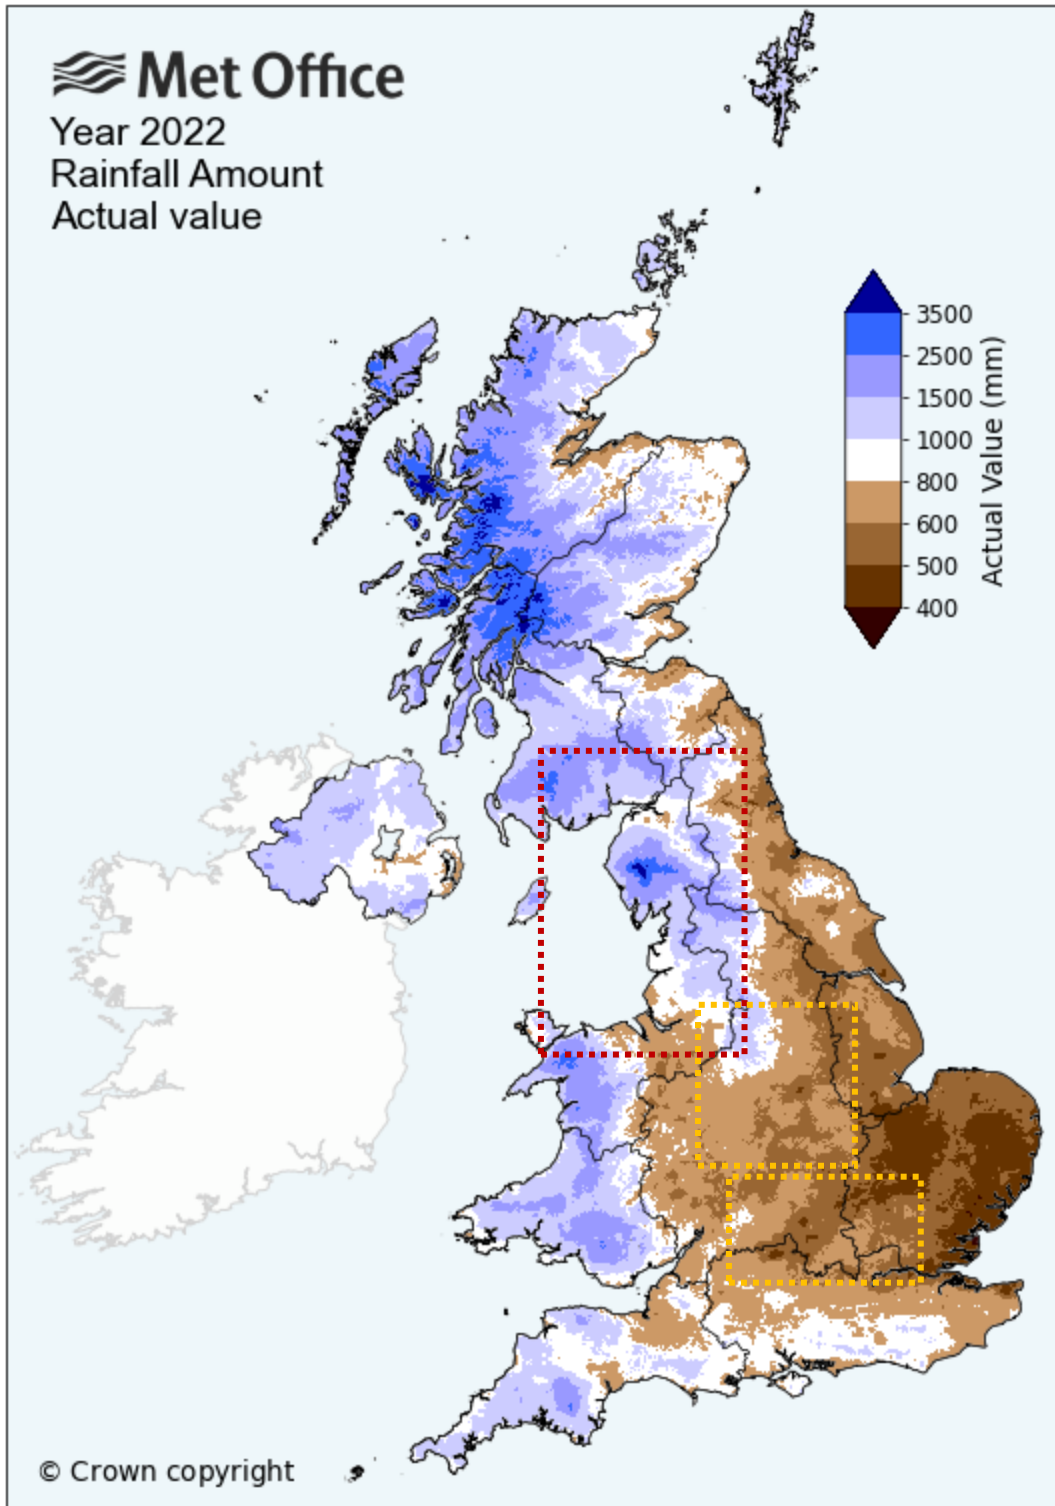 Met Office
Year 2022
Rainfall Amount
Actual value
3500
2500
1500
1000
800
600
500
400
Actual Value (mm)
© Crown copyright